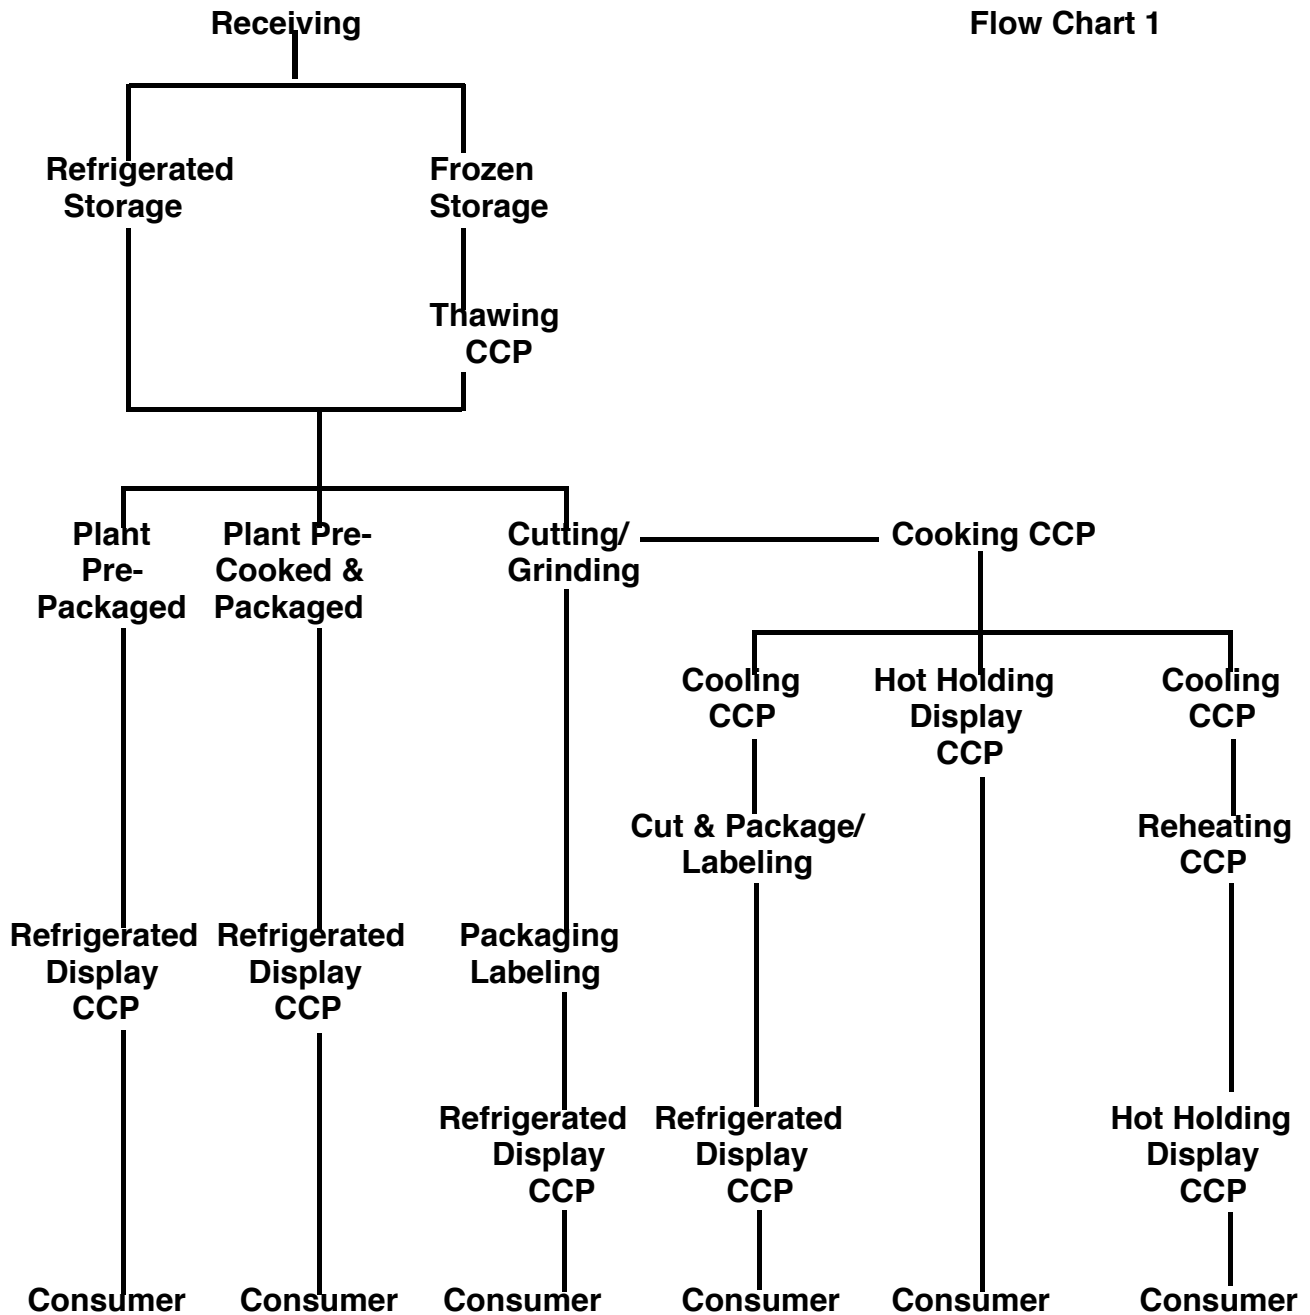 Receiving
Flow Chart 1
Refrigerated
Storage
Frozen
Storage
Thawing
CCP
Plant
Pre-
Packaged
Plant Pre-
Cooked &
Packaged
Cutting/
Grinding
Cooking CCP
Cooling
CCP
Hot Holding
Display
CCP
Cooling
CCP
Cut & Package/
Labeling
Reheating
CCP
Refrigerated
Display
CCP
Refrigerated
Display
CCP
Packaging
Labeling
Refrigerated
Display
CCP
Refrigerated
Display
CCP
Hot Holding
Display
CCP
Consumer
Consumer
Consumer
Consumer
Consumer
Consumer